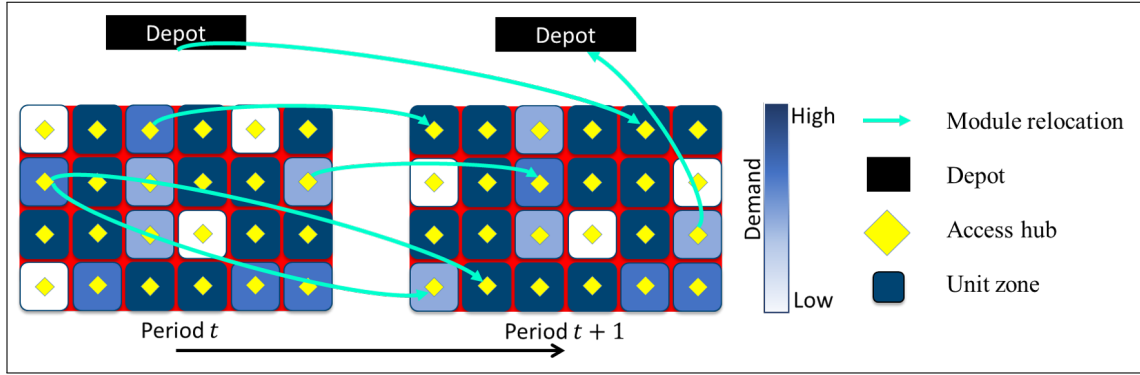 Depot
Depot
Period t
Period t + 1
High
Demand
Low
Module relocation
Depot
Access hub
Unit zone